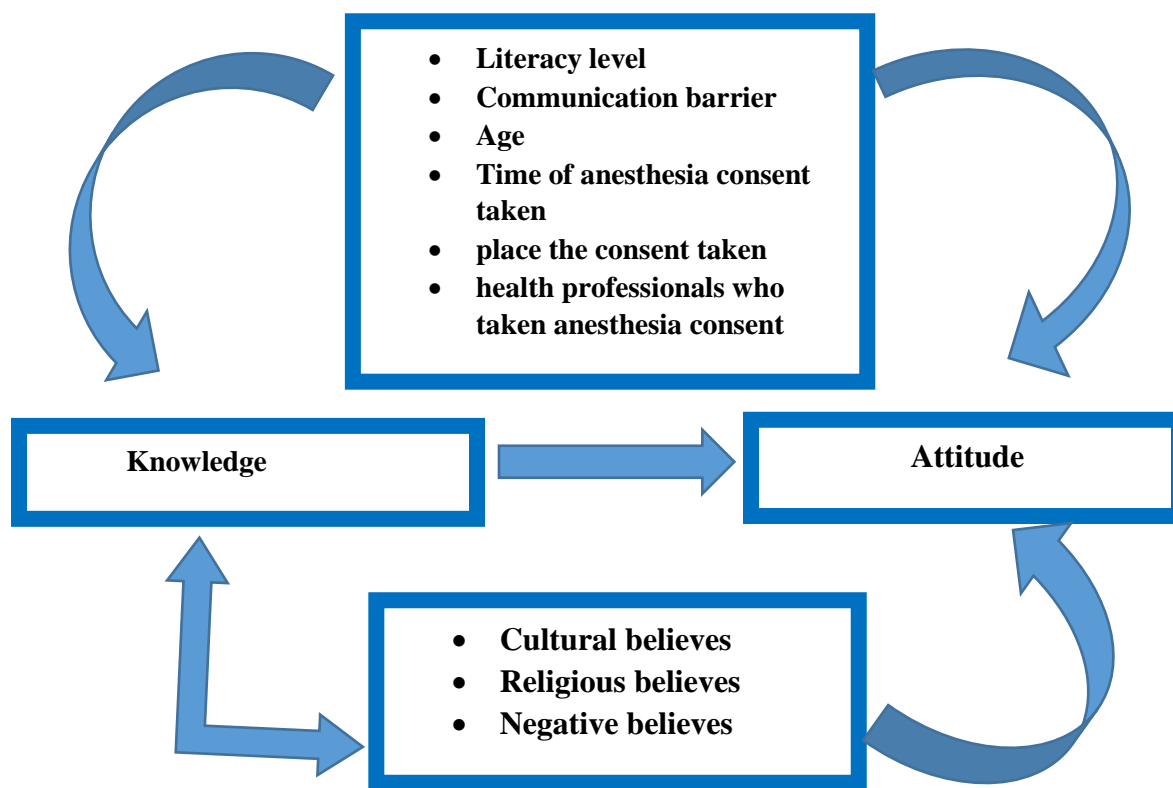 • Literacy level
• Communication barrier
• Age
• Time of anesthesia consent
taken
• place the consent taken
• health professionals who
taken anesthesia consent
Knowledge
Attitude
• Cultural believes
• Religious believes
• Negative believes